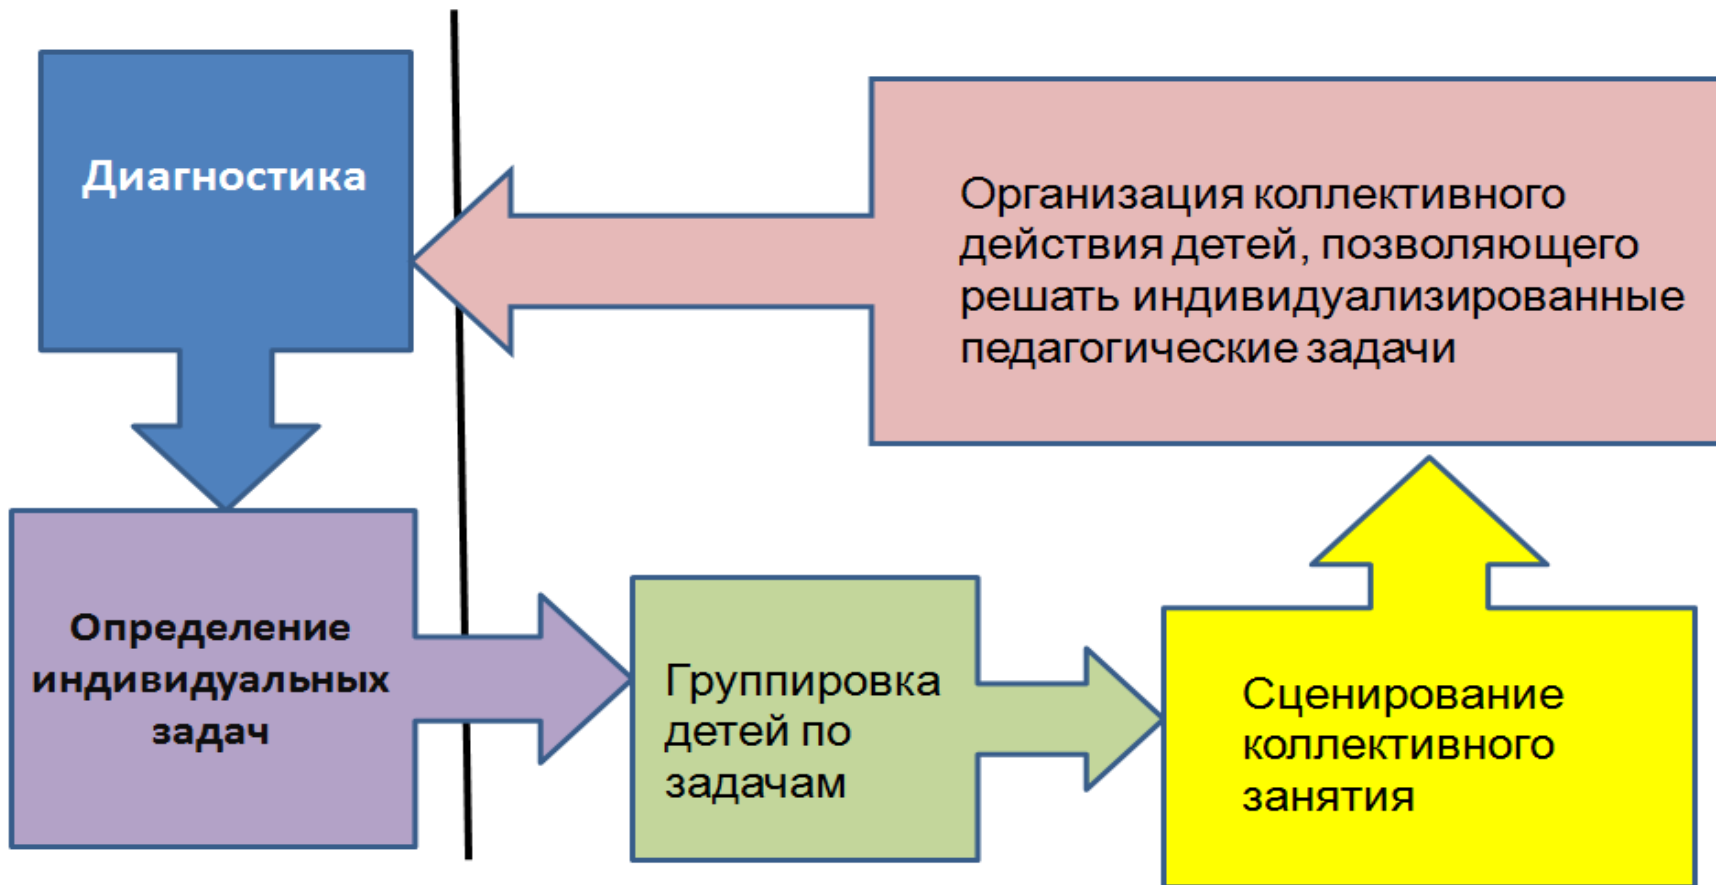 Диагностика
Организация коллективного
действия детей, позволяющего
решать индивидуализированные
педагогические задачи
Определение
индивидуальных
задач
Группировка
детей по
задачам
Сценирование
коллективного
занятия